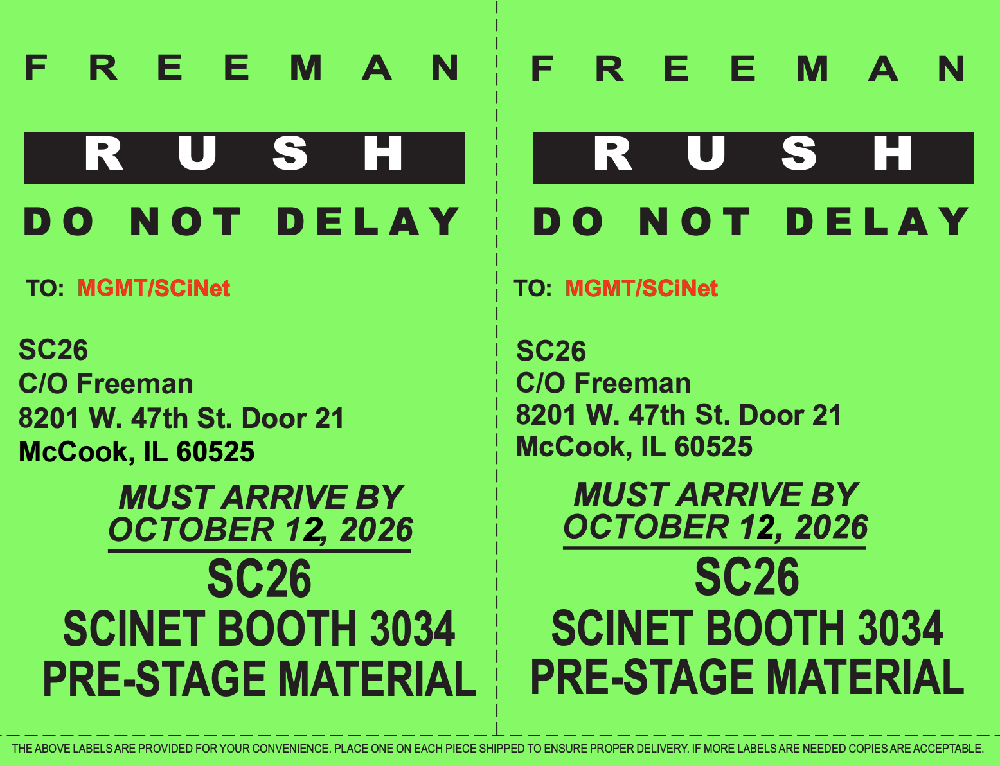 FREEMAN
RUSH
DO NOT DELAY
TO: MGMT/SCiNet
SC26
C/O Freeman
8201 W. 47th St. Door 21
McCook, IL 60525
MUST ARRIVE BY
OCTOBER 12, 2026
SC26
SCINET BOOTH 3034
PRE-STAGE MATERIAL
FREEMAN
RUSH
DO NOT DELAY
TO: MGMT/SCiNet
SC26
C/O Freeman
8201 W. 47th St. Door 21
McCook, IL 60525
MUST ARRIVE BY
OCTOBER 12, 2026
SC26
SCINET BOOTH 3034
PRE-STAGE MATERIAL
THE ABOVE LABELS ARE PROVIDED FOR YOUR CONVENIENCE. PLACE ONE ON EACH PIECE SHIPPED TO ENSURE PROPER DELIVERY. IF MORE LABELS ARE NEEDED COPIES ARE ACCEPTABLE.